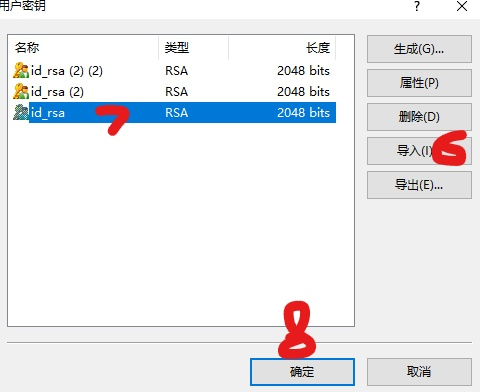 用户密钥 ?
名称 类型 长度 生成(G)...
id_rsa (2) (2) RSA 2048 bits
id_rsa (2) RSA 2048 bits 属性(P)
id_rsa 7 RSA 2048 bits 删除(D)
导入(I) 6
导出(E)...
8
确定 取消